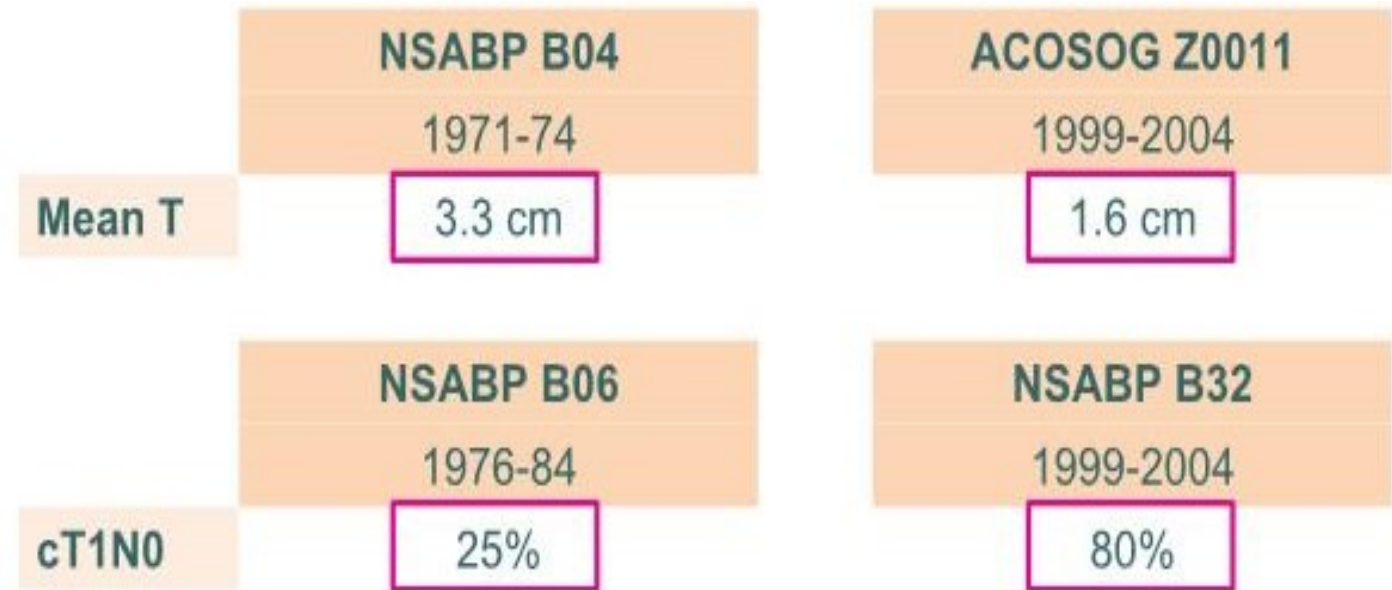 NSABP B04 ACOSOG Z0011
1971-74 1999-2004
Mean T 3.3 cm 1.6 cm
NSABP B06 NSABP B32
1976-84 1999-2004
cT1N0 25% 80%